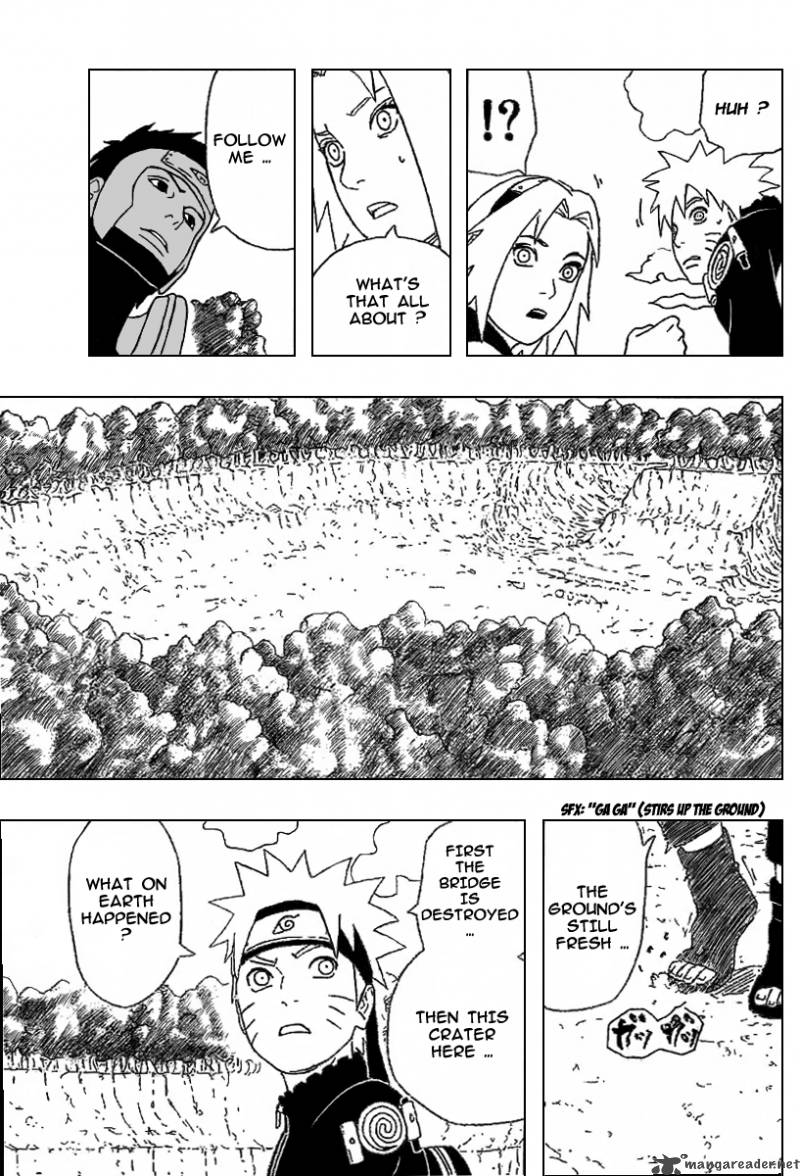 HUH ?
!?
WHAT'S
THAT ALL
ABOUT ?
FOLLOW
ME ...
SFX: "GA GA" (STIRS UP THE GROUND)
THE
GROUND'S
STILL
FRESH ...
FIRST
THE
BRIDGE
IS
DESTROYED
...
THEN THIS
CRATER
HERE ...
WHAT ON
EARTH
HAPPENED
?
mangareader.net